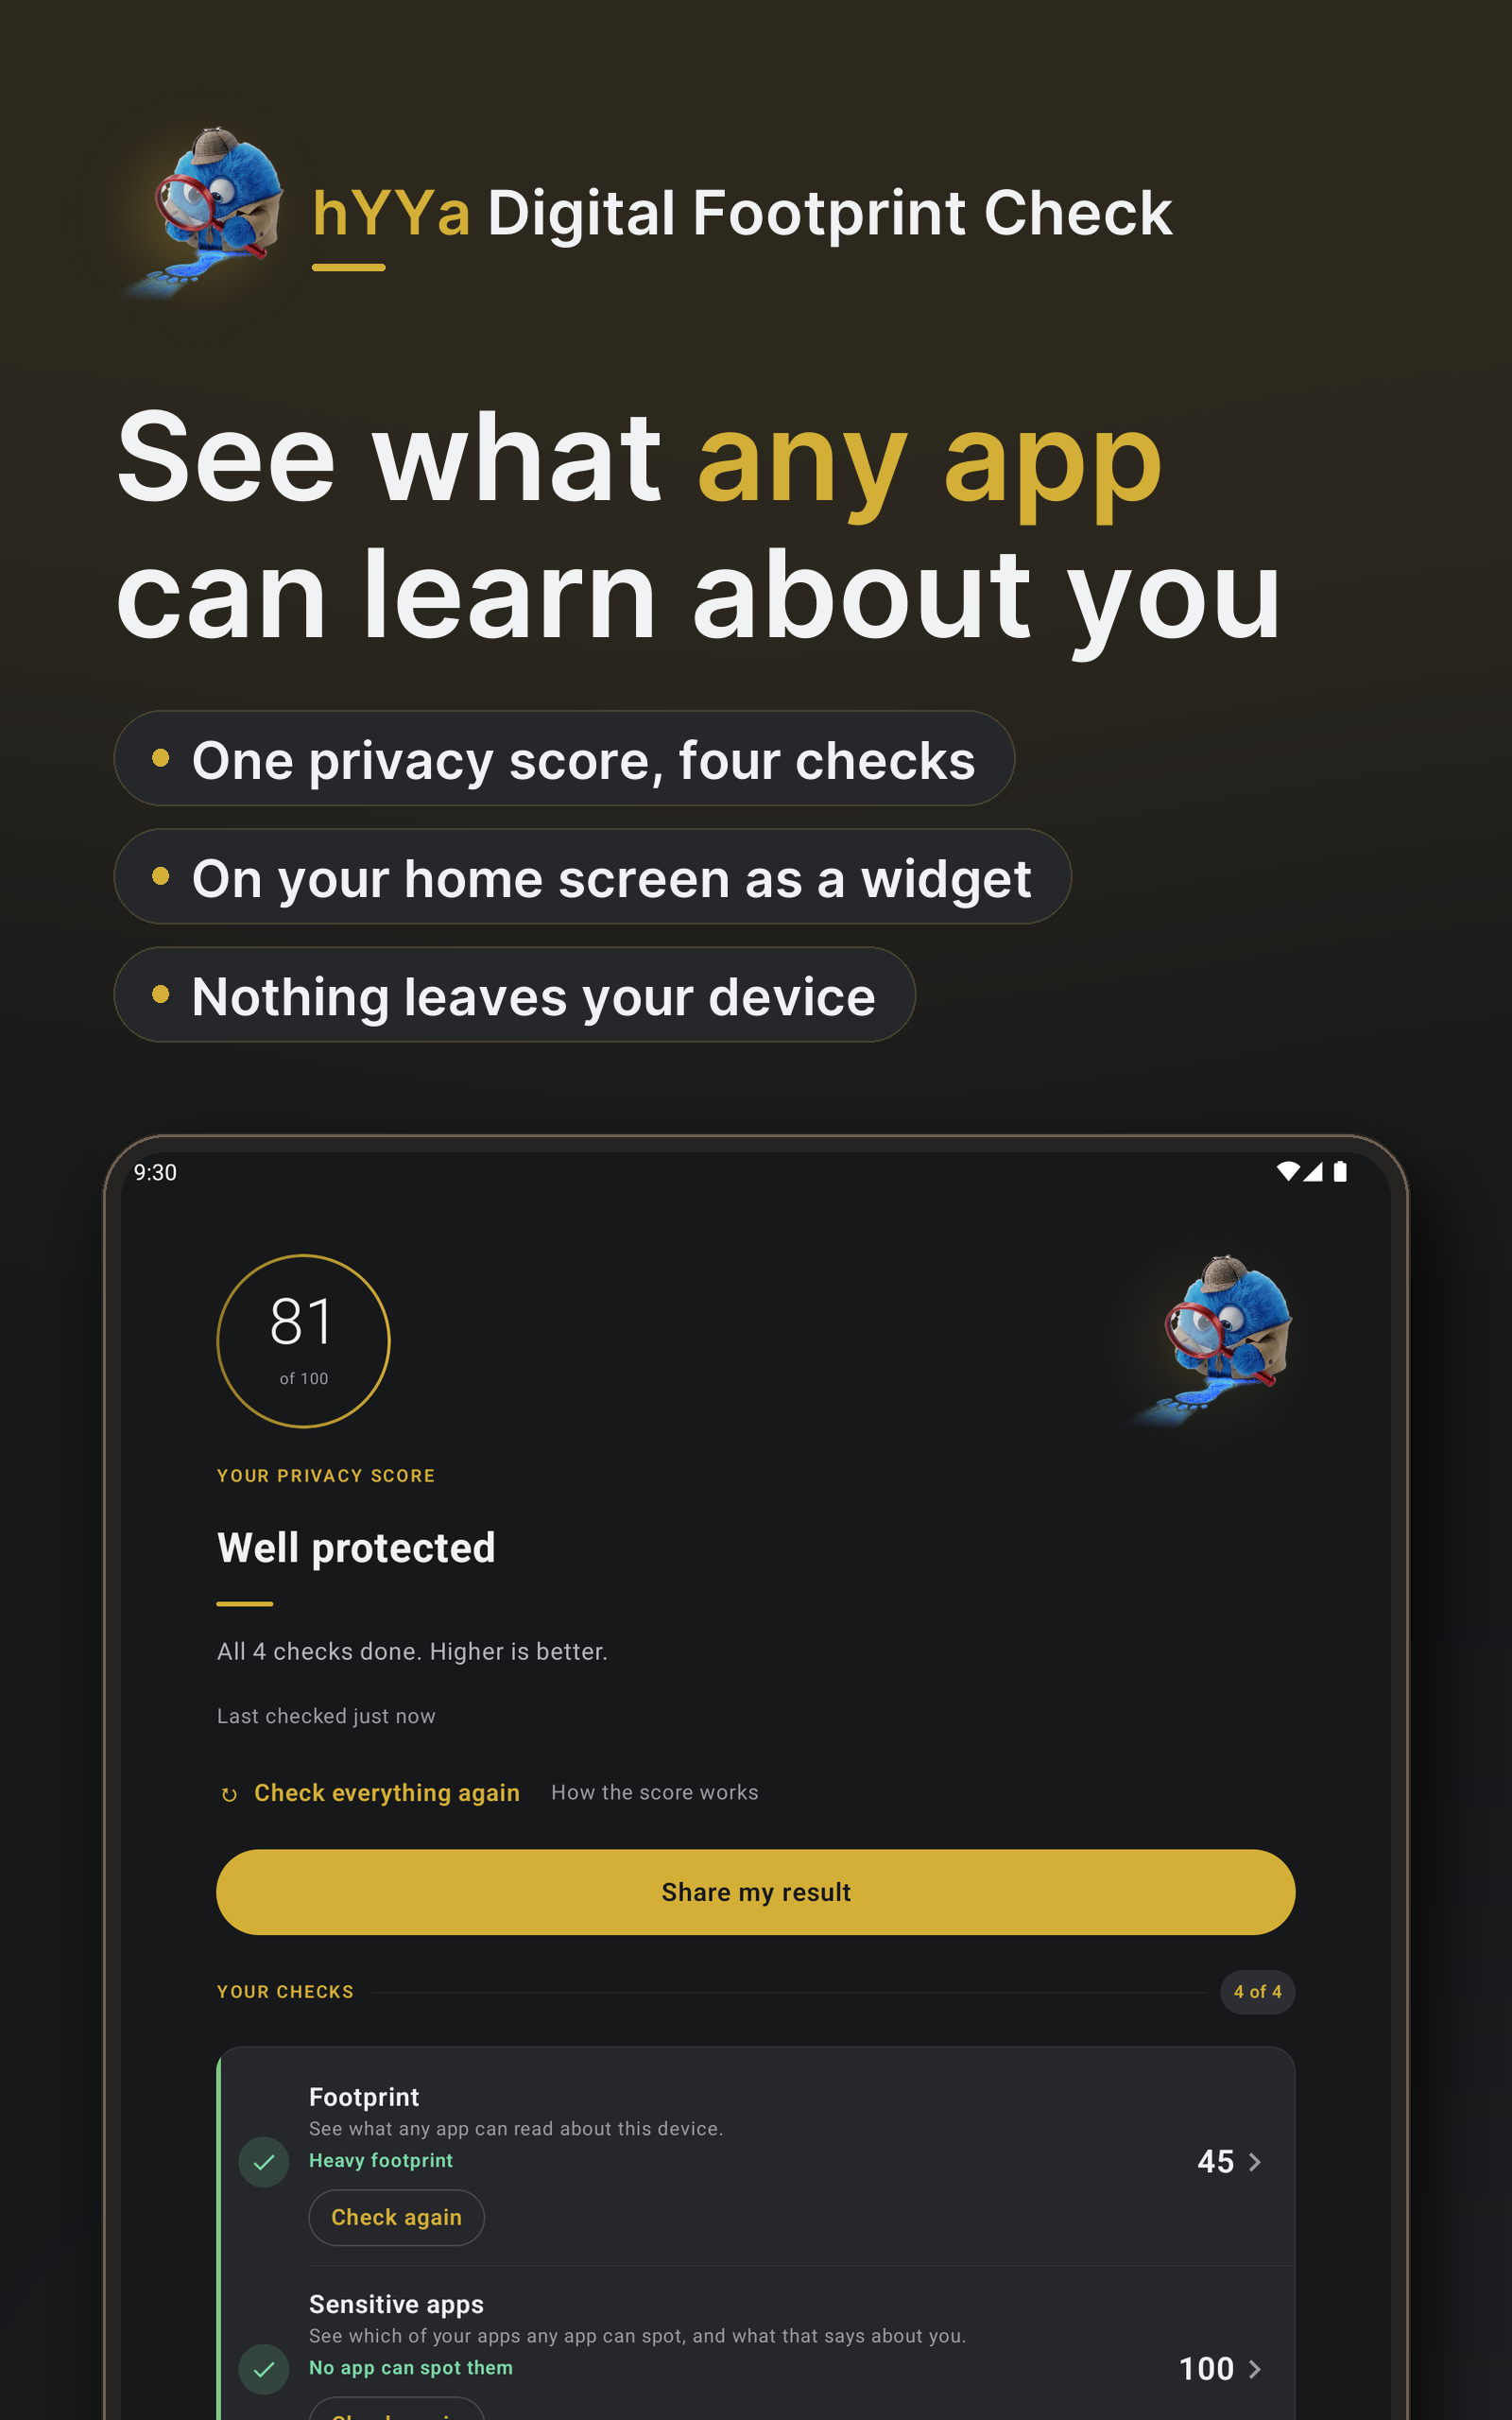 hYYa Digital Footprint Check
See what any app
can learn about you
One privacy score, four checks
On your home screen as a widget
Nothing leaves your device
9:30
81
of 100
YOUR PRIVACY SCORE
Well protected
All 4 checks done. Higher is better.
Last checked just now
↻ Check everything again How the score works
Share my result
YOUR CHECKS 4 of 4
Footprint
See what any app can read about this device.
Heavy footprint
45
Check again
Sensitive apps
See which of your apps any app can spot, and what that says about you.
No app can spot them
100